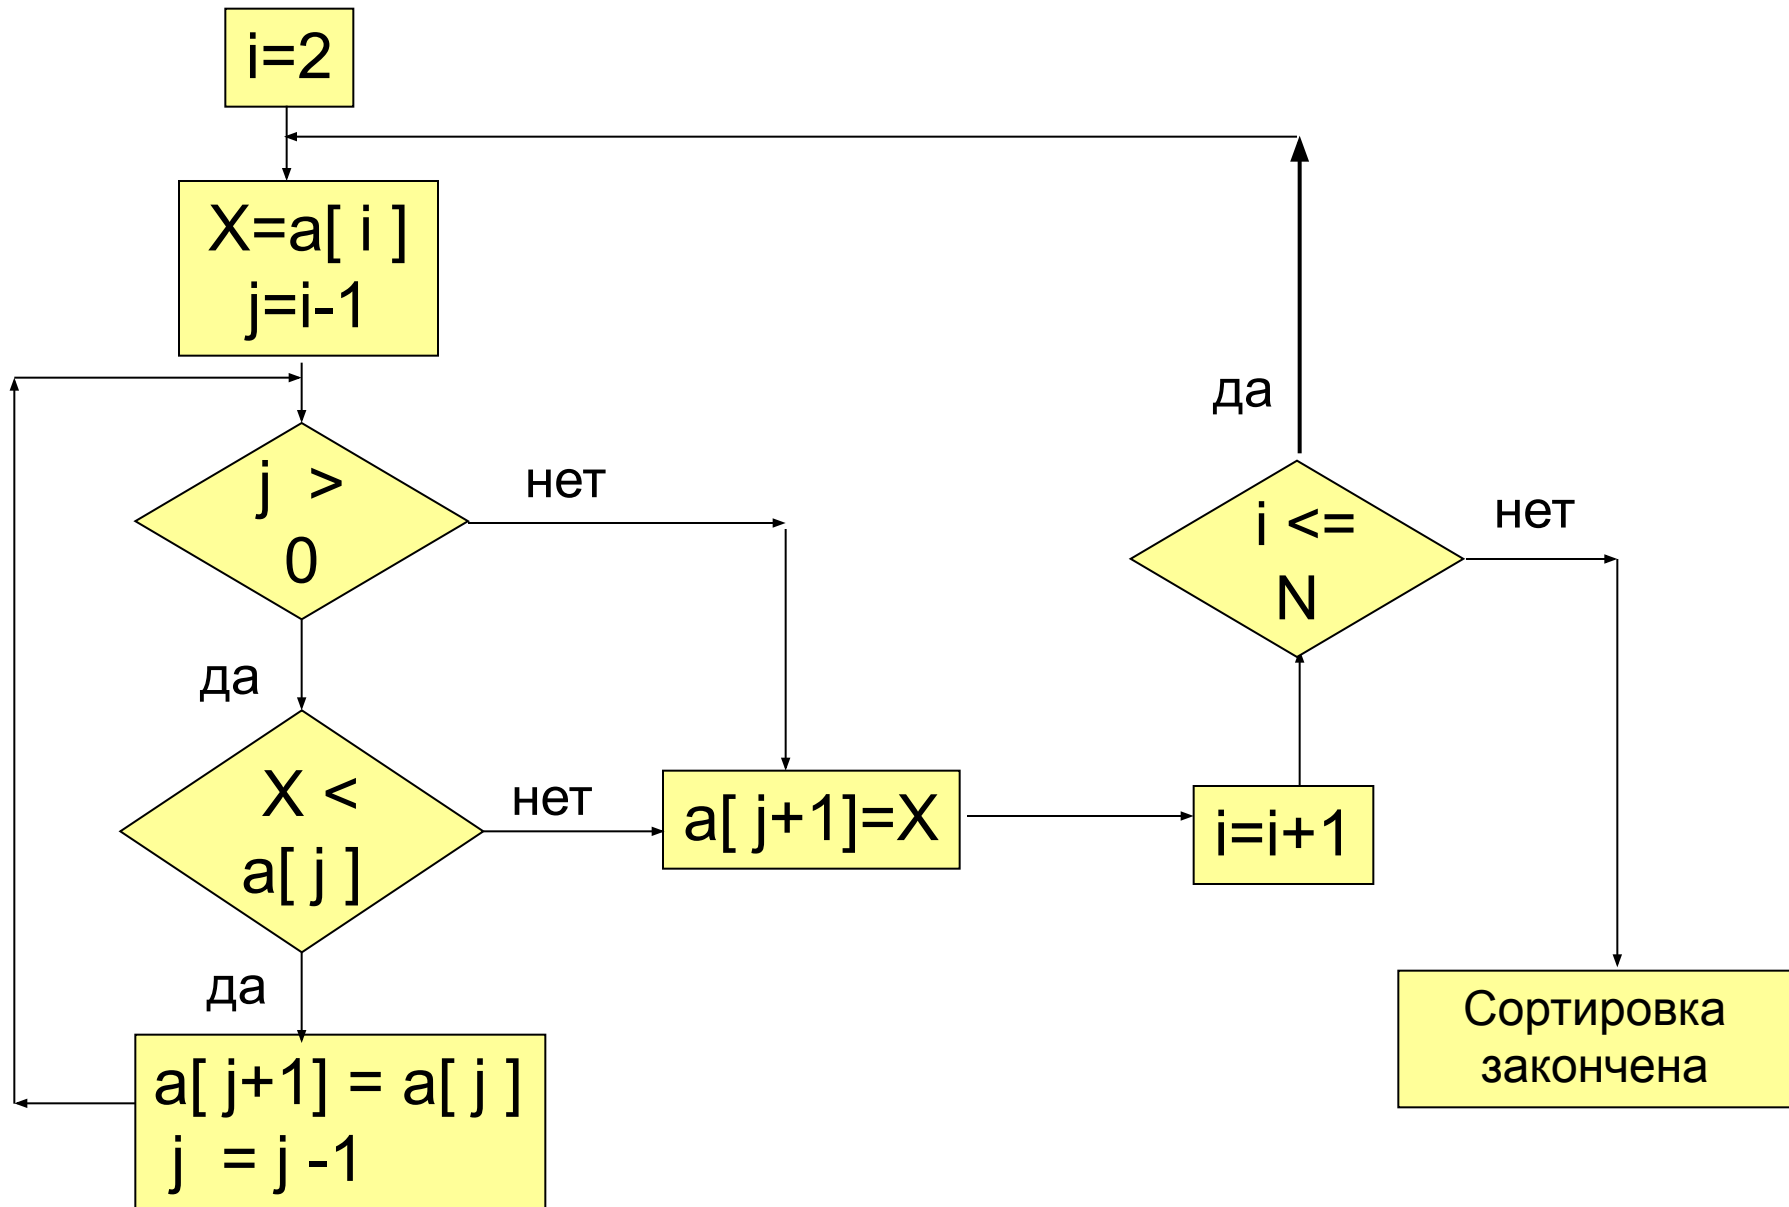 i=2
X=a[ i ]
j=i-1
j >
0
нет
да
X <
a[ j ]
нет
да
a[ j+1] = a[ j ]
j = j -1
a[ j+1]=X
i=i+1
i <=
N
да
нет
Сортировка
закончена